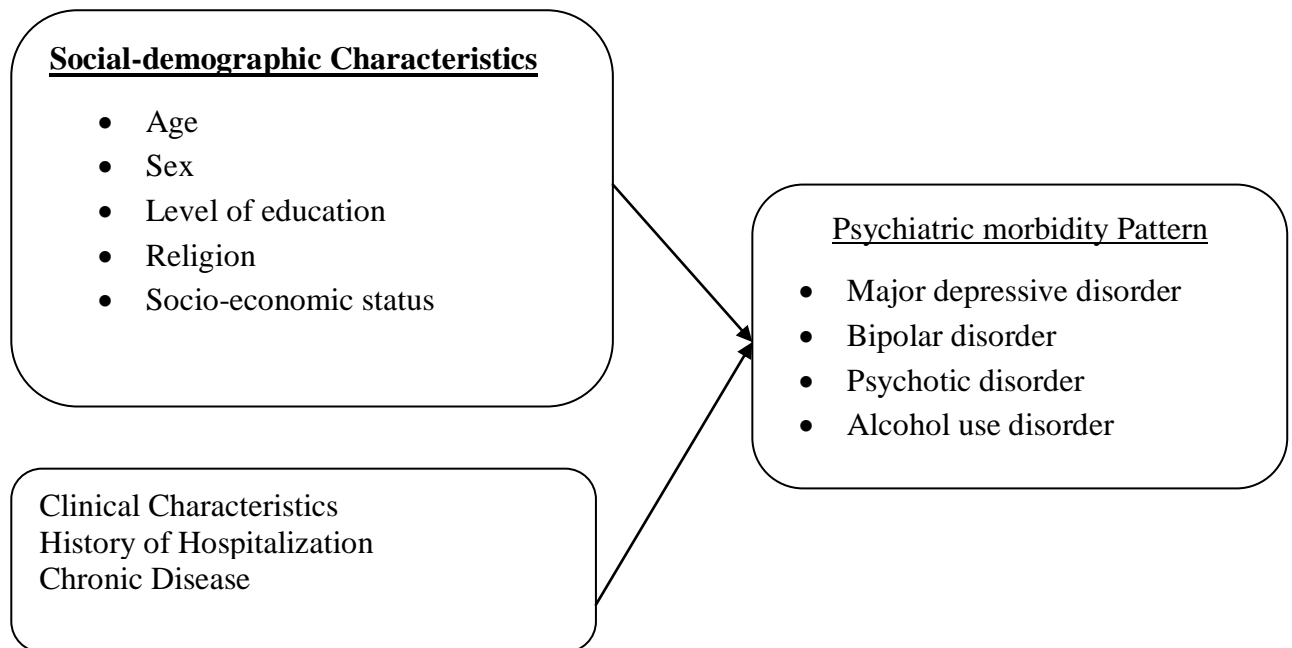 Social-demographic Characteristics
• Age
• Sex
• Level of education
• Religion
• Socio-economic status
Psychiatric morbidity Pattern
• Major depressive disorder
• Bipolar disorder
• Psychotic disorder
• Alcohol use disorder
Clinical Characteristics
History of Hospitalization
Chronic Disease